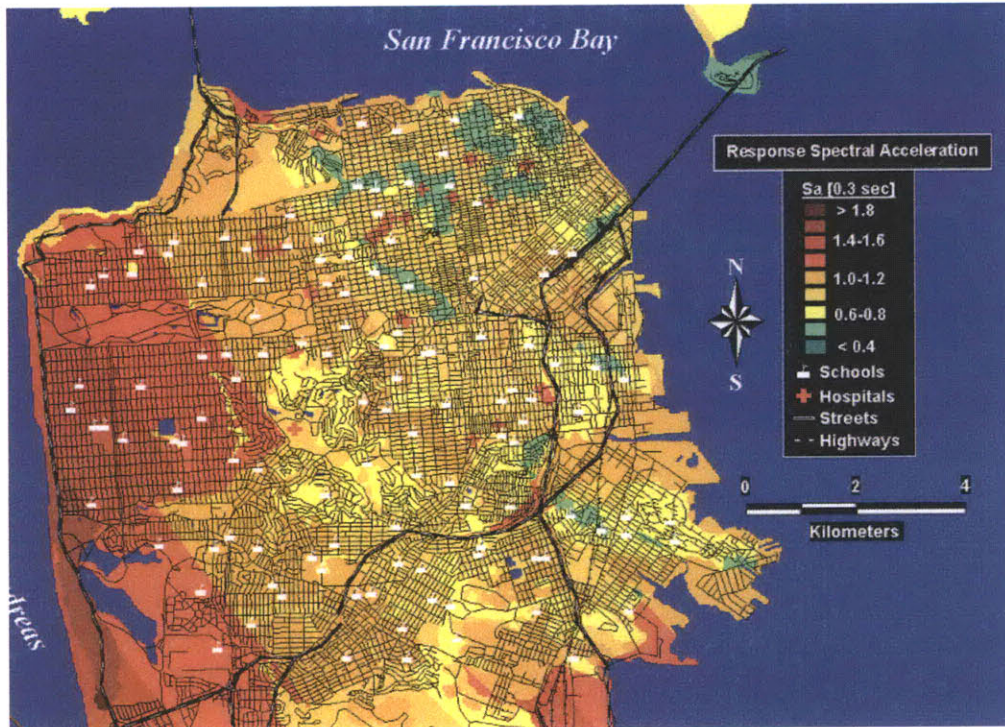 San Francisco Bay
Response Spectral Acceleration
Sa [0.3 sec]
> 1.8
1.4-1.6
1.0-1.2
0.6-0.8
< 0.4
Schools
Hospitals
Streets
Highways
N
S
0 2 4
Kilometers
dreas